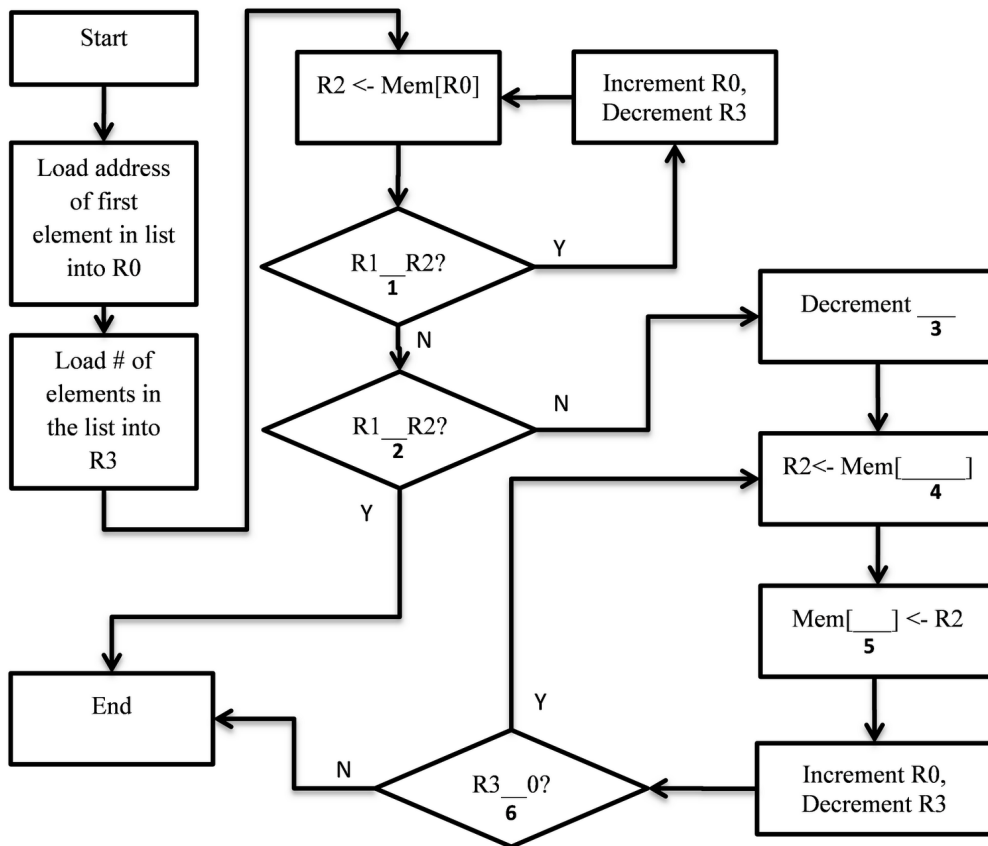 Start
Load address
of first
element in list
into R0
Load # of
elements in
the list into
R3
R2 <- Mem[R0]
Increment R0,
Decrement R3
R1__R2?
1
Y
N
R1__R2?
2
N
Y
Decrement ___
3
R2<- Mem[_____]
4
Mem[___] <- R2
5
Increment R0,
Decrement R3
R3__0?
6
Y
N
End